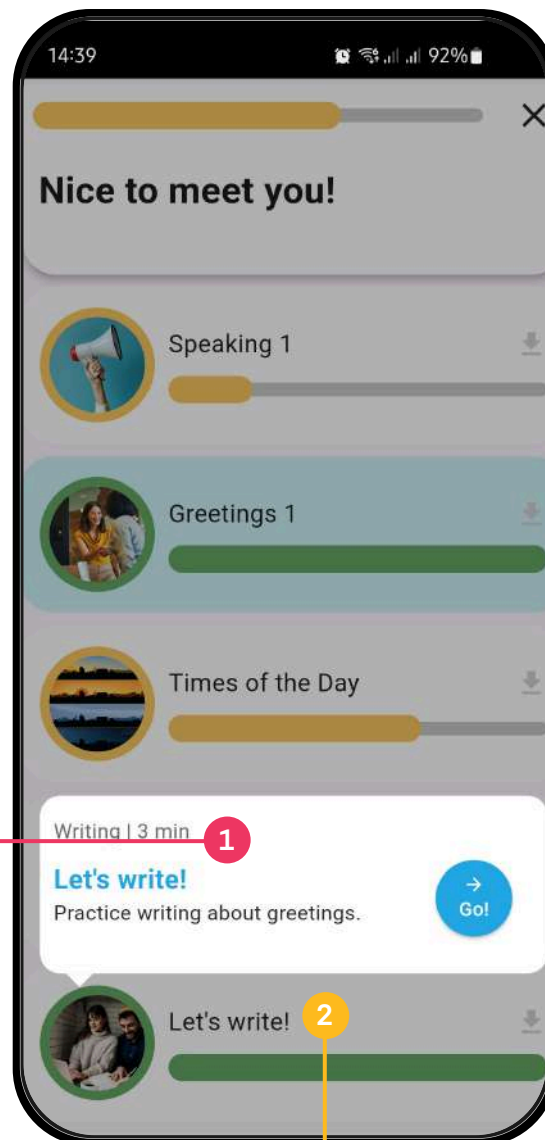 14:39 92%
Nice to meet you!
Speaking 1
Greetings 1
Times of the Day
Writing | 3 min 1
Let's write!
Practice writing about greetings.
Go!
Let's write! 2